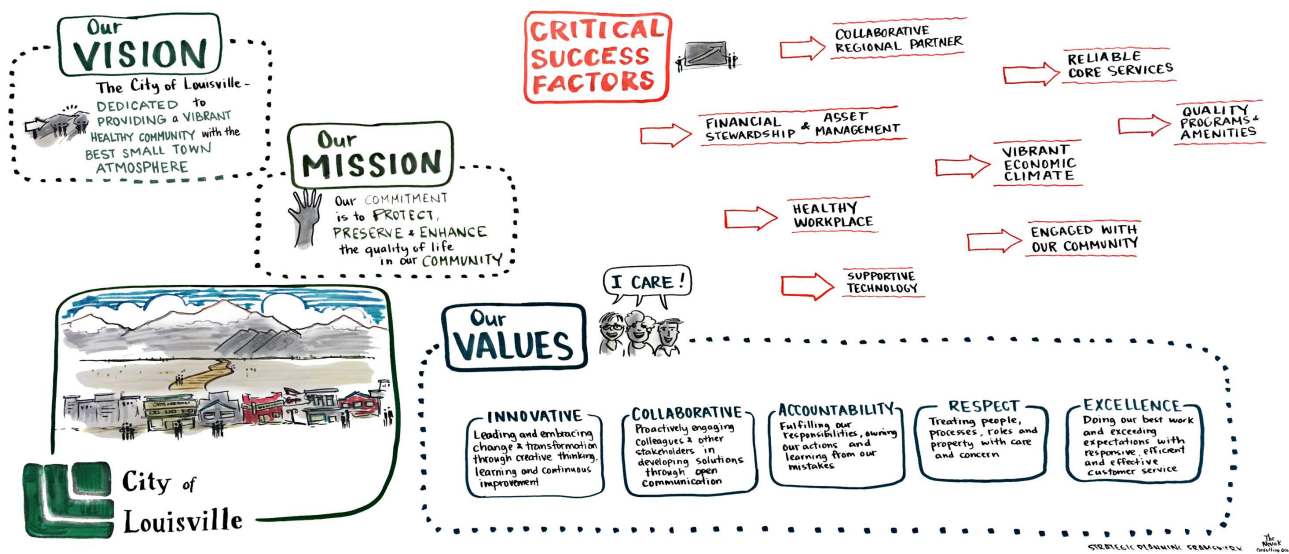 Our
VISION
The City of Louisville -
DEDICATED to
PROVIDING a VIBRANT
HEALTHY COMMUNITY with the
BEST SMALL TOWN
ATMOSPHERE
Our
MISSION
Our COMMITMENT
is to PROTECT,
PRESERVE & ENHANCE
the quality of life
in our COMMUNITY
CRITICAL
SUCCESS
FACTORS
COLLABORATIVE
REGIONAL PARTNER
RELIABLE
CORE SERVICES
FINANCIAL & ASSET
STEWARDSHIP MANAGEMENT
QUALITY
PROGRAMS &
AMENITIES
VIBRANT
ECONOMIC
CLIMATE
HEALTHY
WORKPLACE
ENGAGED WITH
OUR COMMUNITY
SUPPORTIVE
TECHNOLOGY
I CARE!
Our
VALUES
INNOVATIVE
Leading and embracing
change & transformation
through creative thinking,
learning and continuous
improvement
COLLABORATIVE
Proactively engaging
colleagues & other
stakeholders in
developing solutions
through open
communication
ACCOUNTABILITY
Fulfilling our
responsibilities, owning
our actions and
learning from our
mistakes
RESPECT
Treating people,
processes, roles and
property with care
and concern
EXCELLENCE
Doing our best work
and exceeding
expectations with
responsive, efficient
and effective
customer service
City of
Louisville
STRATEGIC PLANNING FRAMEWORK
The
Novak
Consulting Group